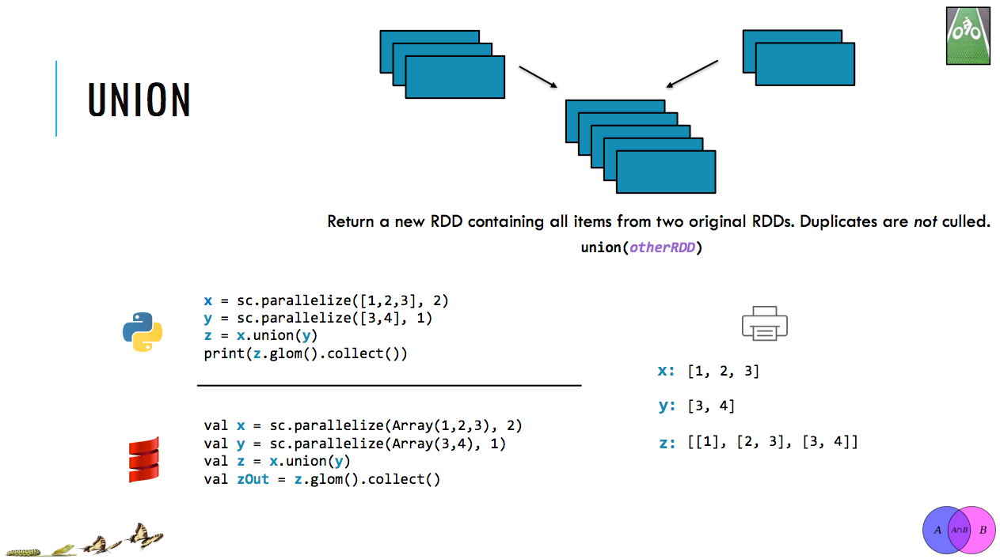 UNION
Return a new RDD containing all items from two original RDDs. Duplicates are not culled.
union(otherRDD)
x = sc.parallelize([1,2,3], 2)
y = sc.parallelize([3,4], 1)
z = x.union(y)
print(z.glom().collect())
val x = sc.parallelize(Array(1,2,3), 2)
val y = sc.parallelize(Array(3,4), 1)
val z = x.union(y)
val zOut = z.glom().collect()
x: [1, 2, 3]
y: [3, 4]
z: [[1], [2, 3], [3, 4]]
A A∩B B